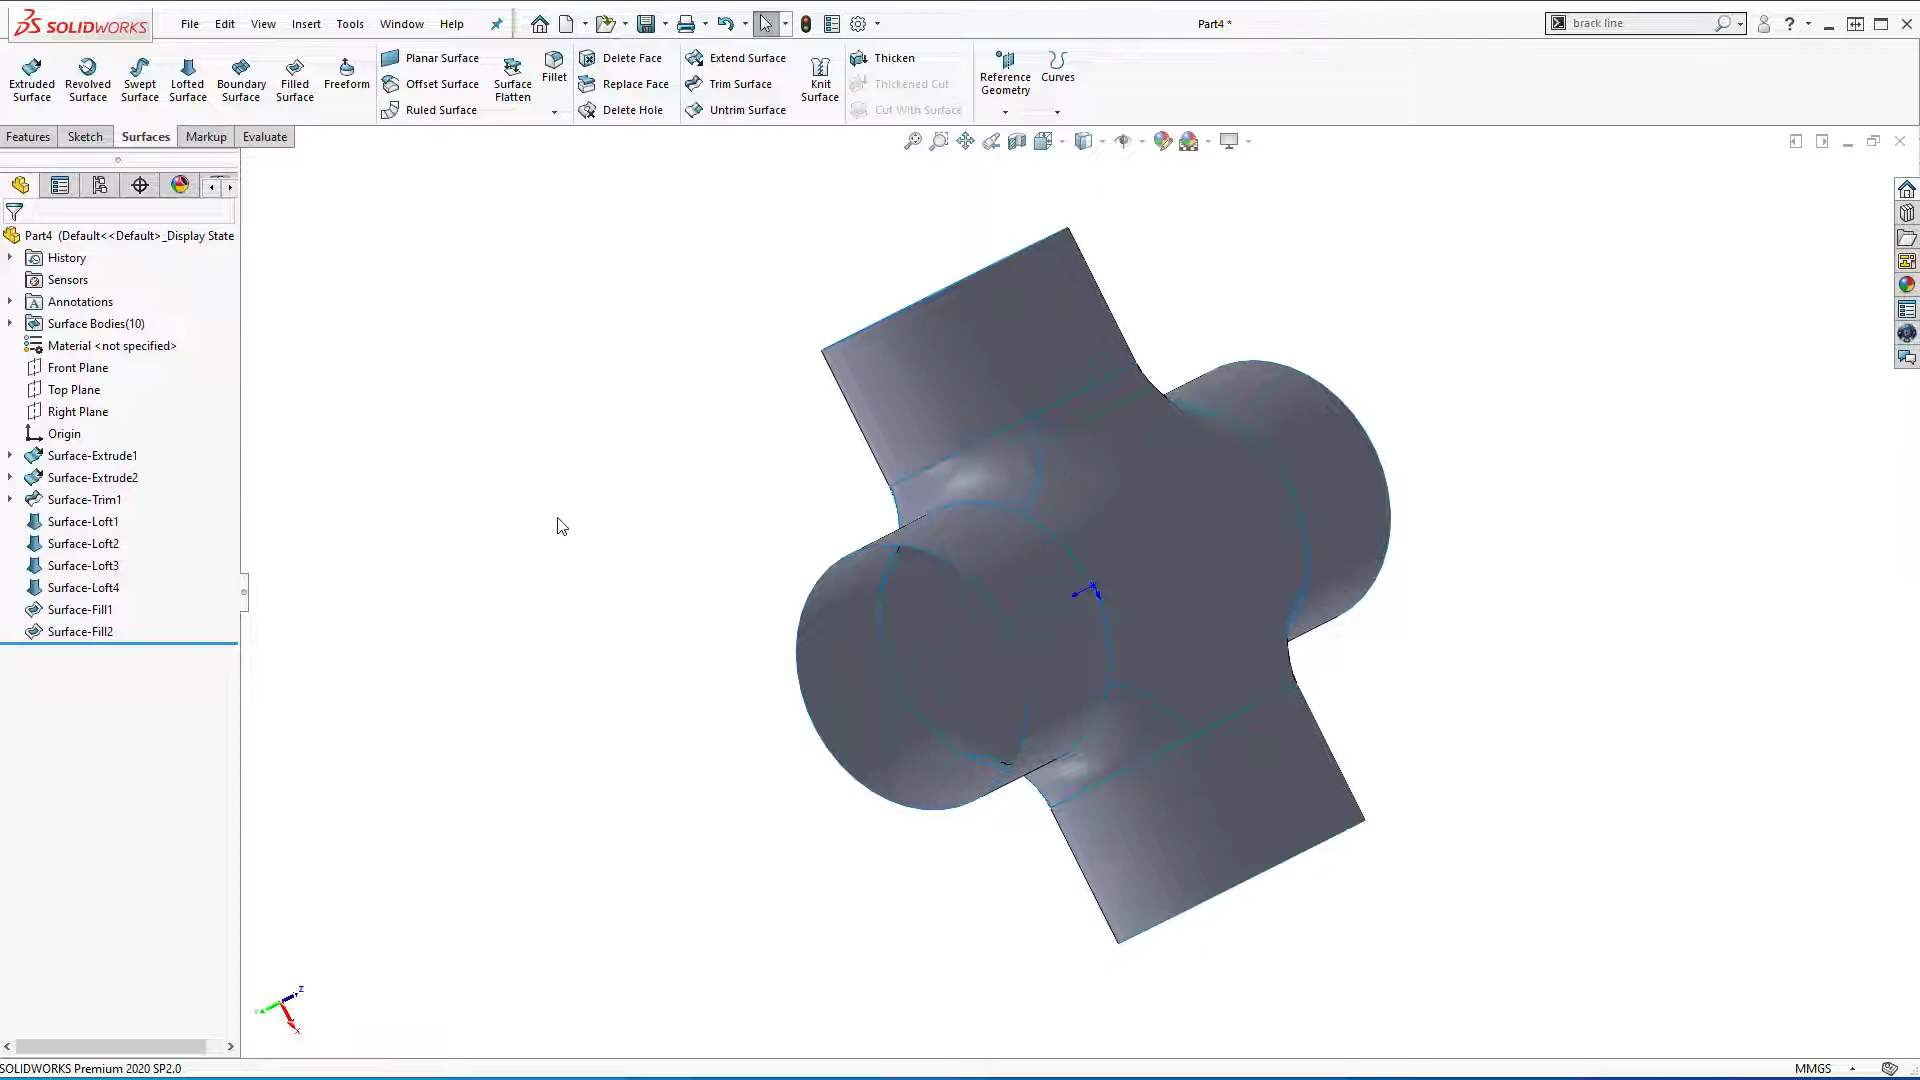 SOLIDWORKS File Edit View Insert Tools Window Help Part4 * brack line ?
Extruded Surface Revolved Surface Swept Surface Lofted Surface Boundary Surface Filled Surface Freeform
Planar Surface
Offset Surface
Ruled Surface
Surface Flatten
Fillet
Delete Face
Replace Face
Delete Hole
Extend Surface
Trim Surface
Untrim Surface
Knit Surface
Thicken
Thickened Cut
Cut With Surface
Reference Geometry
Curves
Features Sketch Surfaces Markup Evaluate
Part4 (Default<<Default>_Display State
History
Sensors
Annotations
Surface Bodies(10)
Material <not specified>
Front Plane
Top Plane
Right Plane
Origin
Surface-Extrude1
Surface-Extrude2
Surface-Trim1
Surface-Loft1
Surface-Loft2
Surface-Loft3
Surface-Loft4
Surface-Fill1
Surface-Fill2
Z
X
SOLIDWORKS Premium 2020 SP2.0 MMGS